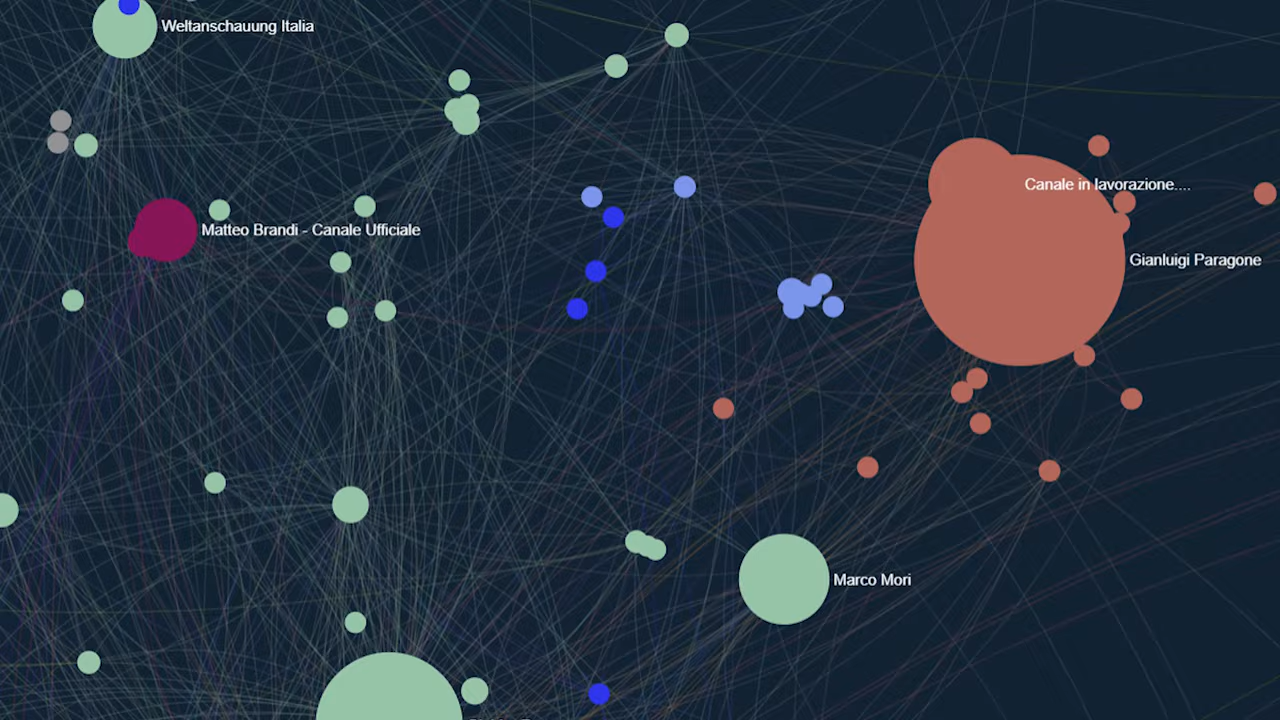 Weltanschauung Italia
Canale in lavorazione....
Matteo Brandi - Canale Ufficiale
Gianluigi Paragone
Marco Mori